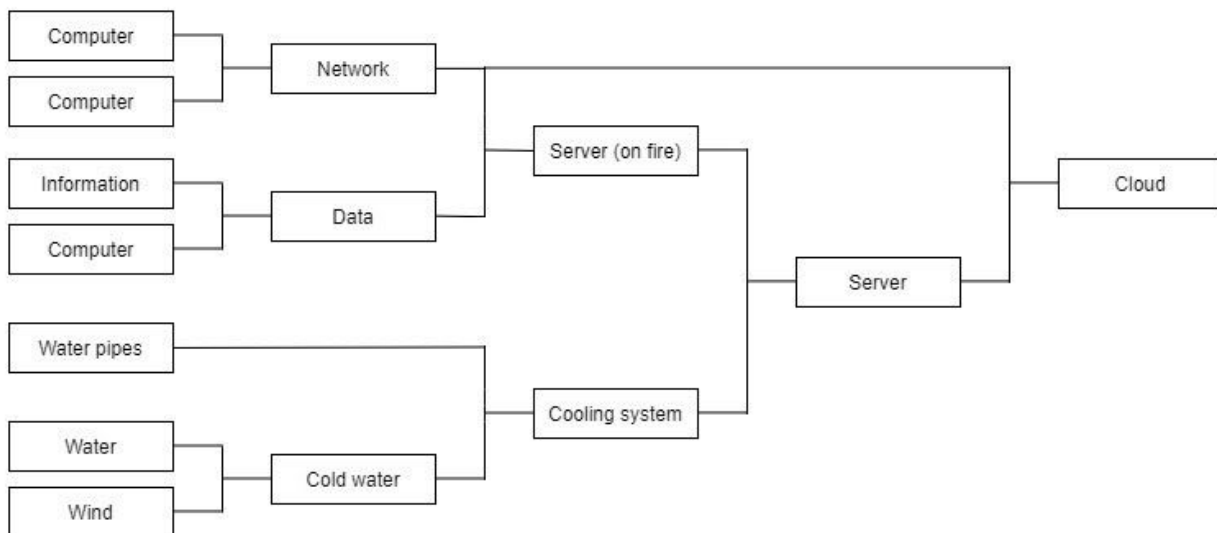 Computer
Network
Computer
Server (on fire)
Information
Cloud
Data
Computer
Server
Water pipes
Cooling system
Water
Cold water
Wind